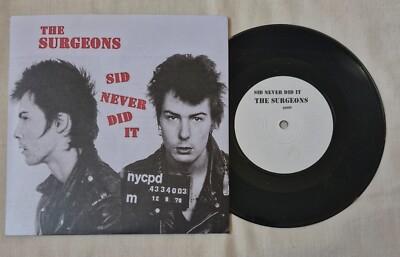 THE
SURGEONS
SID
NEVER
DID
IT
nycpd
4334003
m 12 8 78
SID NEVER DID IT
THE SURGEONS